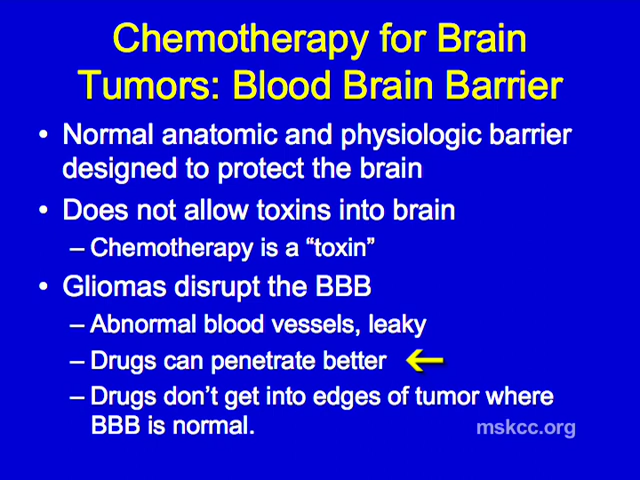 Chemotherapy for Brain
Tumors: Blood Brain Barrier
• Normal anatomic and physiologic barrier
designed to protect the brain
• Does not allow toxins into brain
– Chemotherapy is a “toxin”
• Gliomas disrupt the BBB
– Abnormal blood vessels, leaky
– Drugs can penetrate better
– Drugs don’t get into edges of tumor where
BBB is normal.
mskcc.org